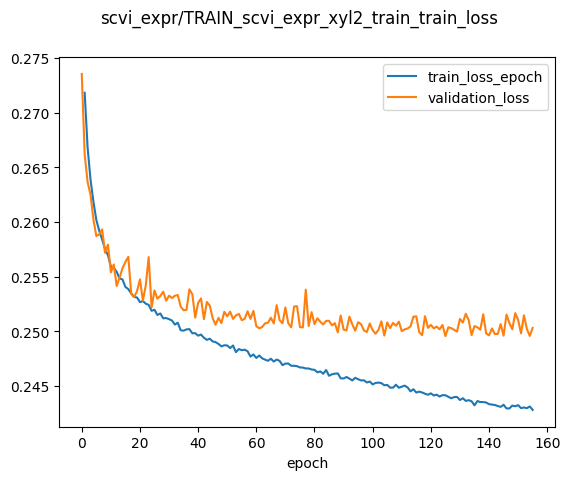 scvi_expr/TRAIN_scvi_expr_xyl2_train_train_loss
0.275
0.270
0.265
0.260
0.255
0.250
0.245
train_loss_epoch
validation_loss
0 20 40 60 80 100 120 140 160
epoch